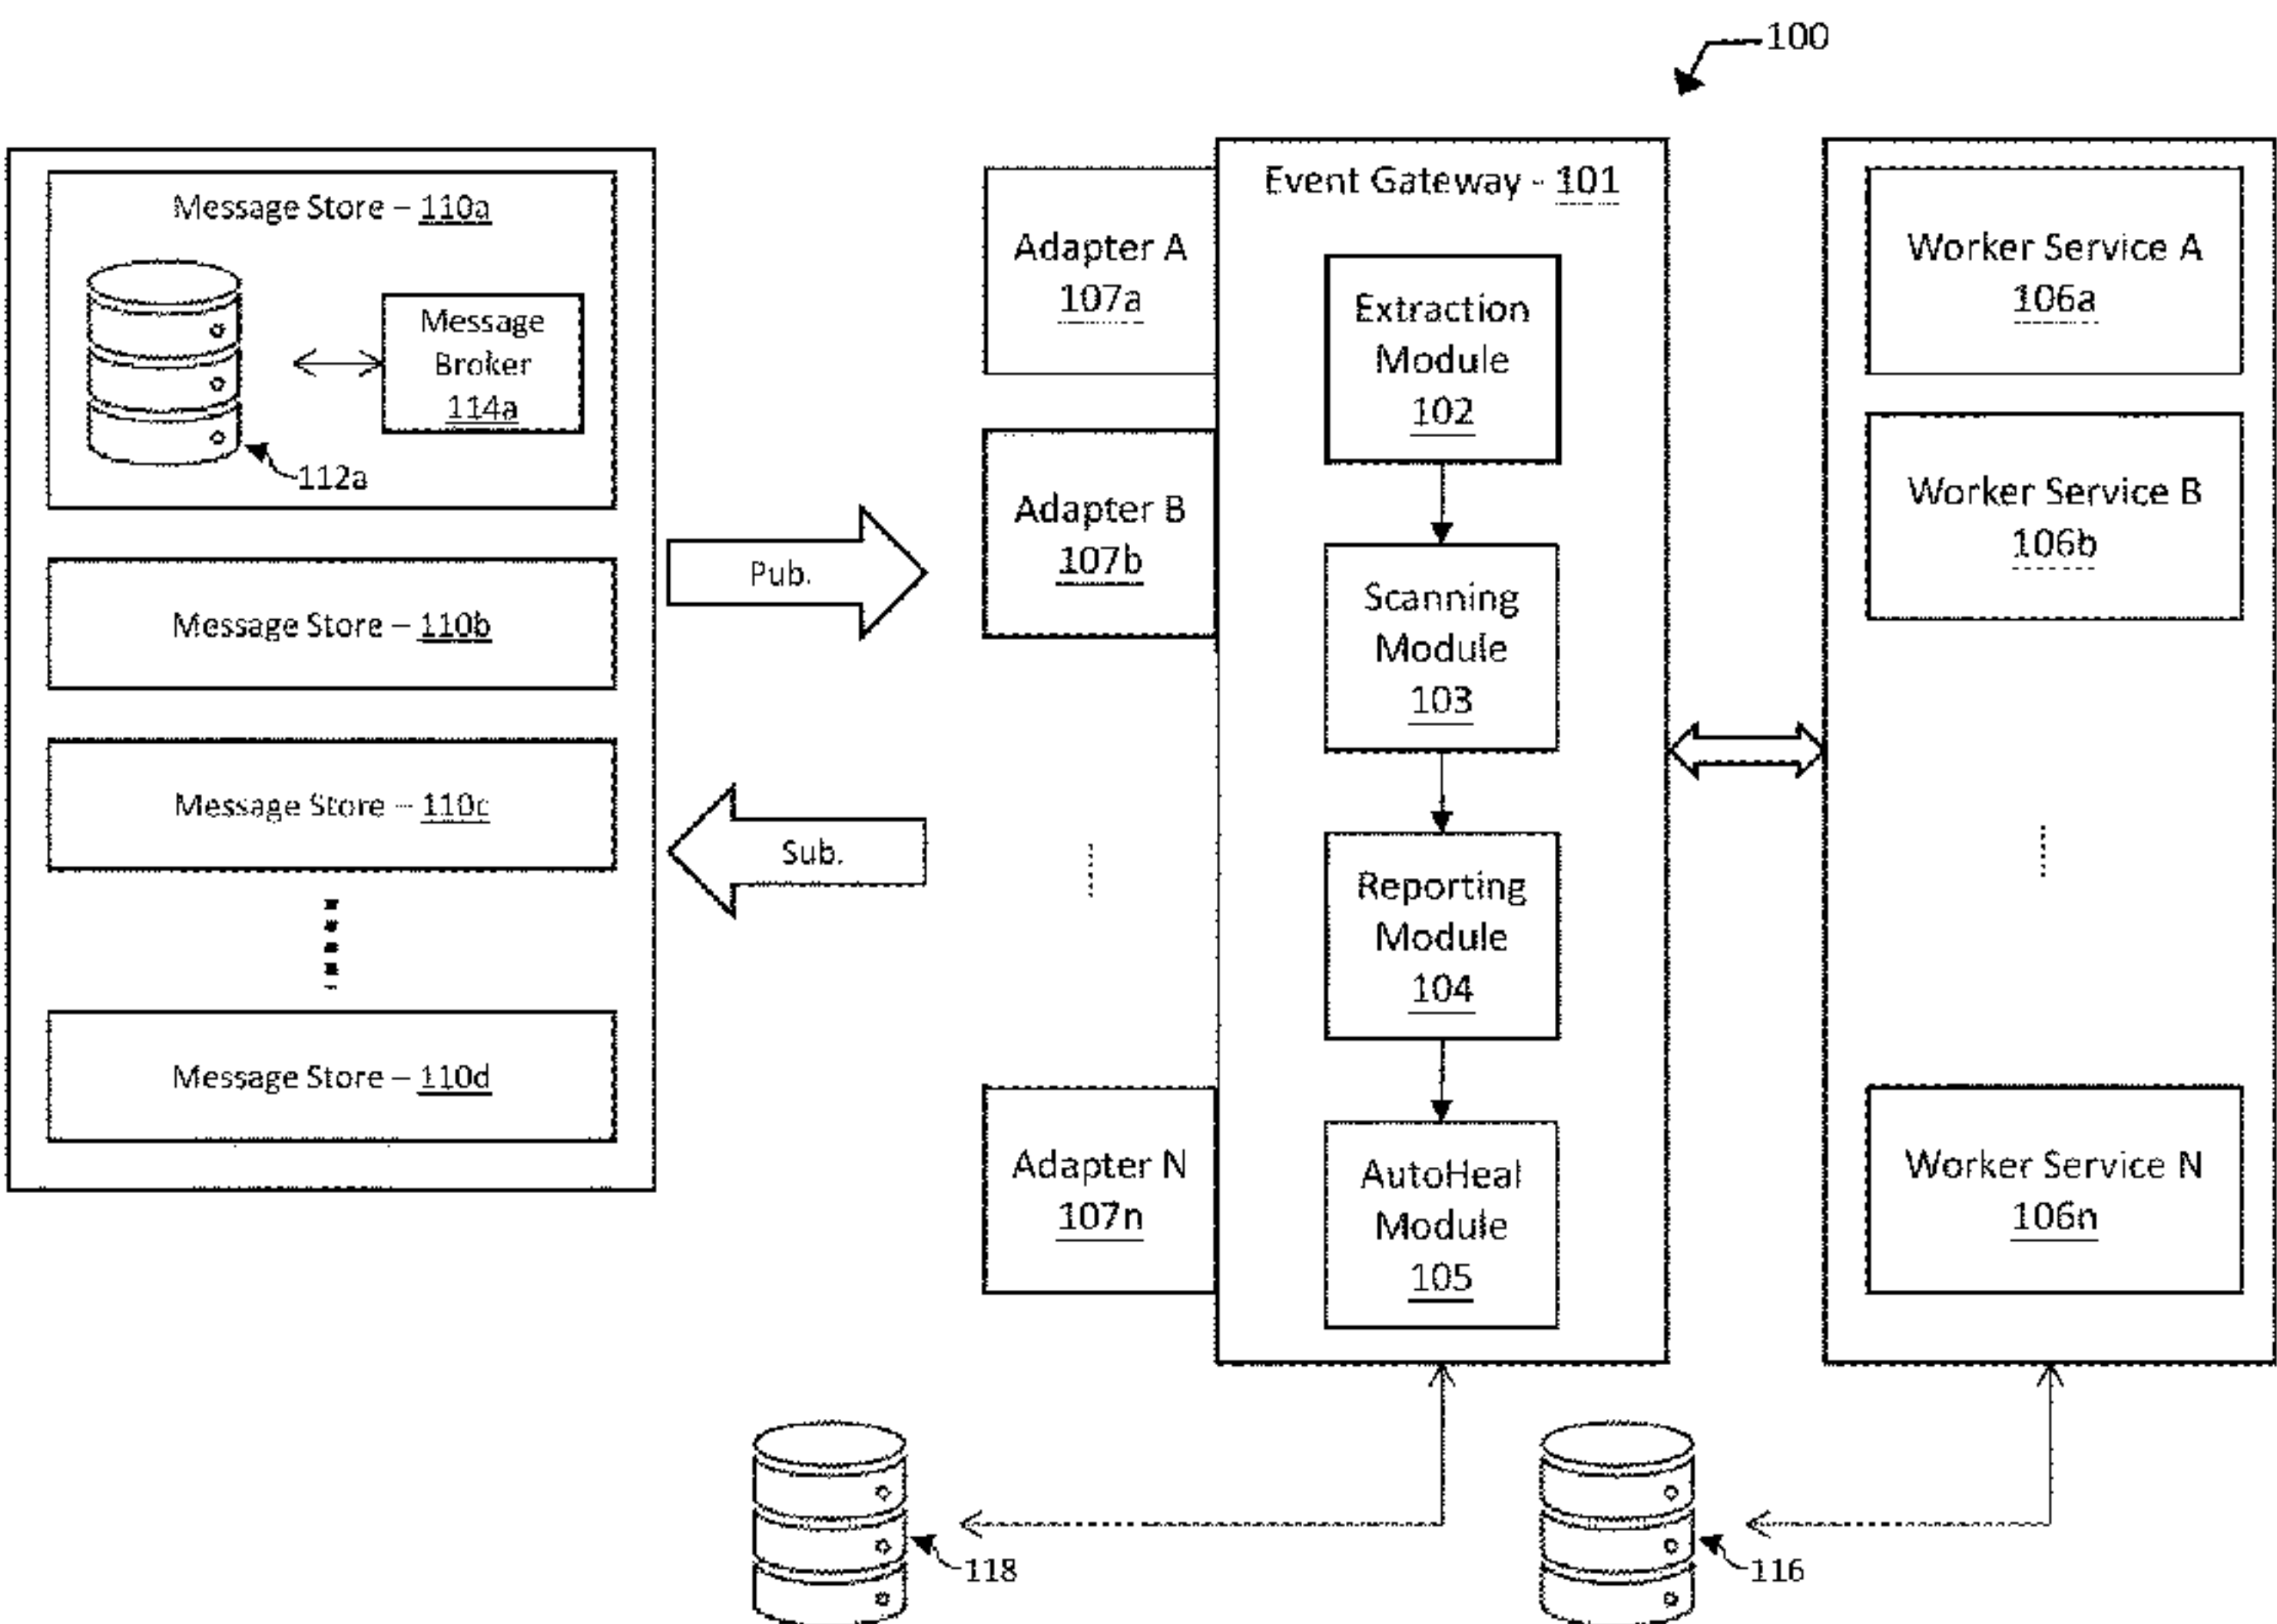 100
Message Store – 110a
Message
Broker
114a
112a
Message Store – 110b
Message Store – 110c
Message Store – 110d
Pub.
Sub.
Adapter A
107a
Adapter B
107b
Adapter N
107n
Event Gateway - 101
Extraction
Module
102
Scanning
Module
103
Reporting
Module
104
AutoHeal
Module
105
Worker Service A
106a
Worker Service B
106b
Worker Service N
106n
118
116